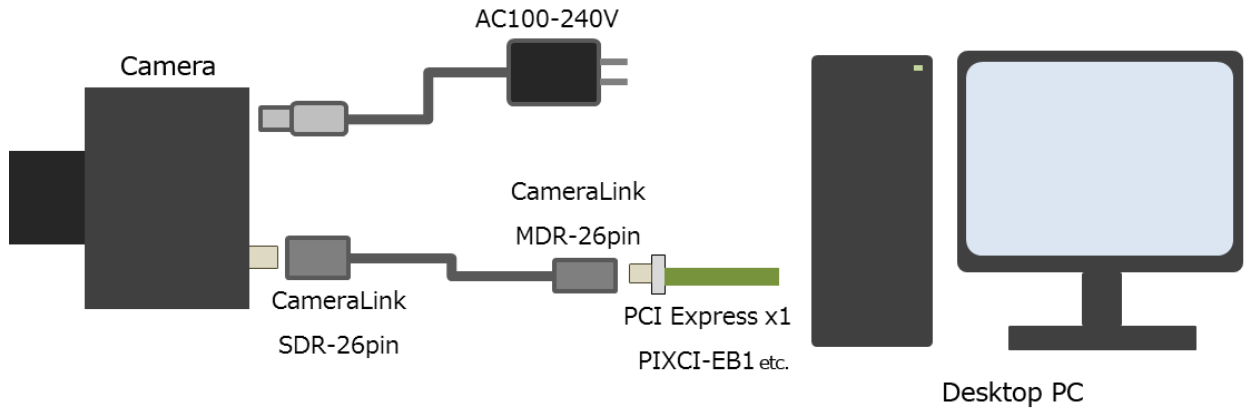 AC100-240V
Camera
CameraLink
MDR-26pin
CameraLink
SDR-26pin
PCI Express x1
PIXCI-EB1 etc.
Desktop PC